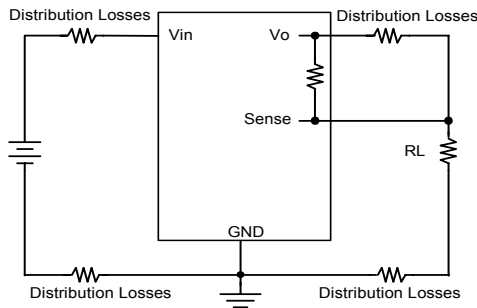 Distribution Losses
Distribution Losses
Vin
Vo
Sense
RL
GND
Distribution Losses
Distribution Losses